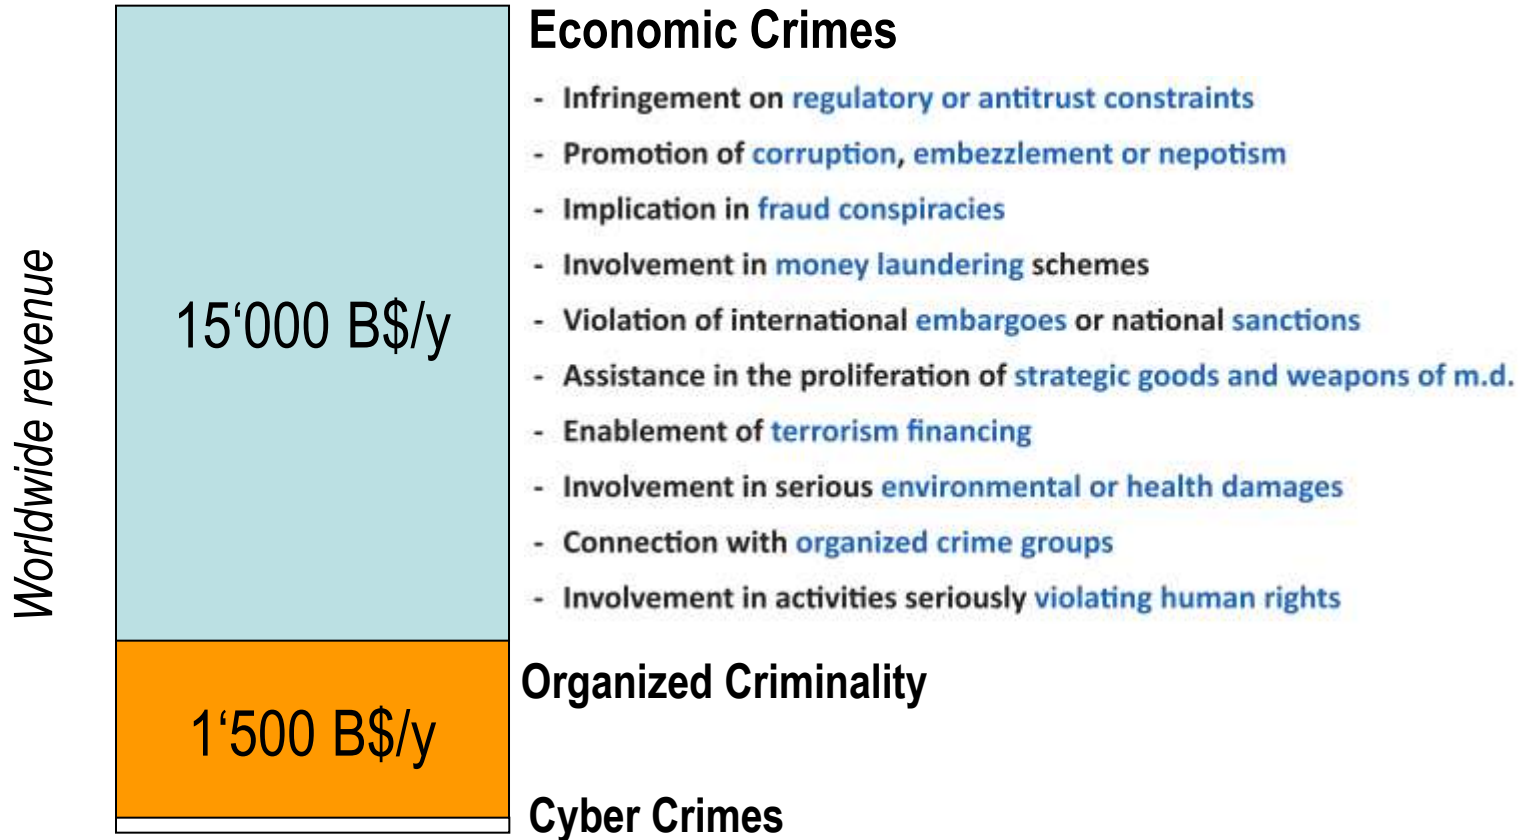 Economic Crimes
- Infringement on regulatory or antitrust constraints
- Promotion of corruption, embezzlement or nepotism
- Implication in fraud conspiracies
- Involvement in money laundering schemes
- Violation of international embargoes or national sanctions
- Assistance in the proliferation of strategic goods and weapons of m.d.
- Enablement of terrorism financing
- Involvement in serious environmental or health damages
- Connection with organized crime groups
- Involvement in activities seriously violating human rights
Worldwide revenue
15‘000 B$/y
Organized Criminality
1‘500 B$/y
Cyber Crimes